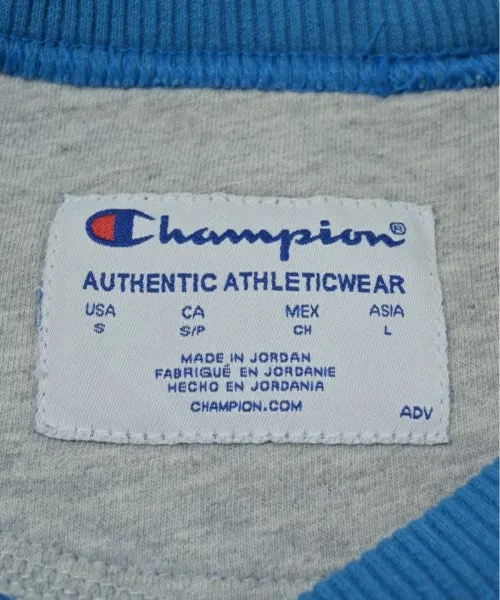 Champion®
AUTHENTIC ATHLETICWEAR
USA CA MEX ASIA
S S/P CH L
MADE IN JORDAN
FABRIQUÉ EN JORDANIE
HECHO EN JORDANIA
CHAMPION.COM
ADV